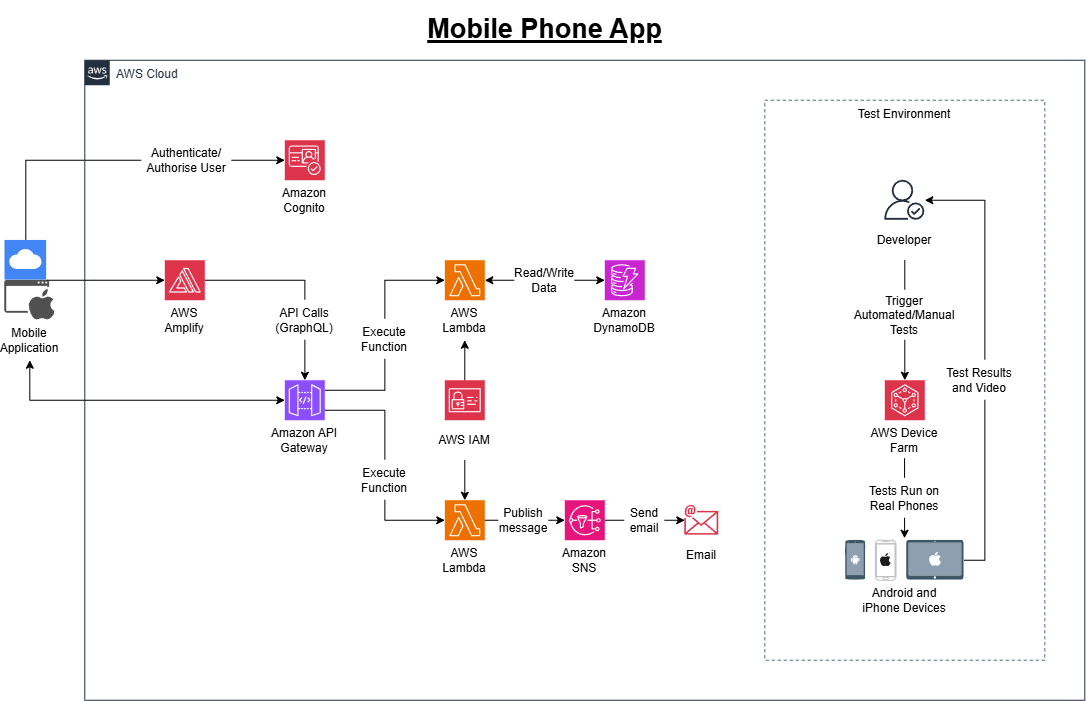 Mobile Phone App
aws
AWS Cloud
Test Environment
Authenticate/
Authorise User
Amazon
Cognito
Developer
Mobile
Application
AWS
Amplify
API Calls
(GraphQL)
Execute
Function
AWS
Lambda
Read/Write
Data
Amazon
DynamoDB
Trigger
Automated/Manual
Tests
Test Results
and Video
Amazon API
Gateway
AWS IAM
AWS Device
Farm
Execute
Function
Tests Run on
Real Phones
AWS
Lambda
Publish
message
Amazon
SNS
Send
email
@
Email
Android and
iPhone Devices